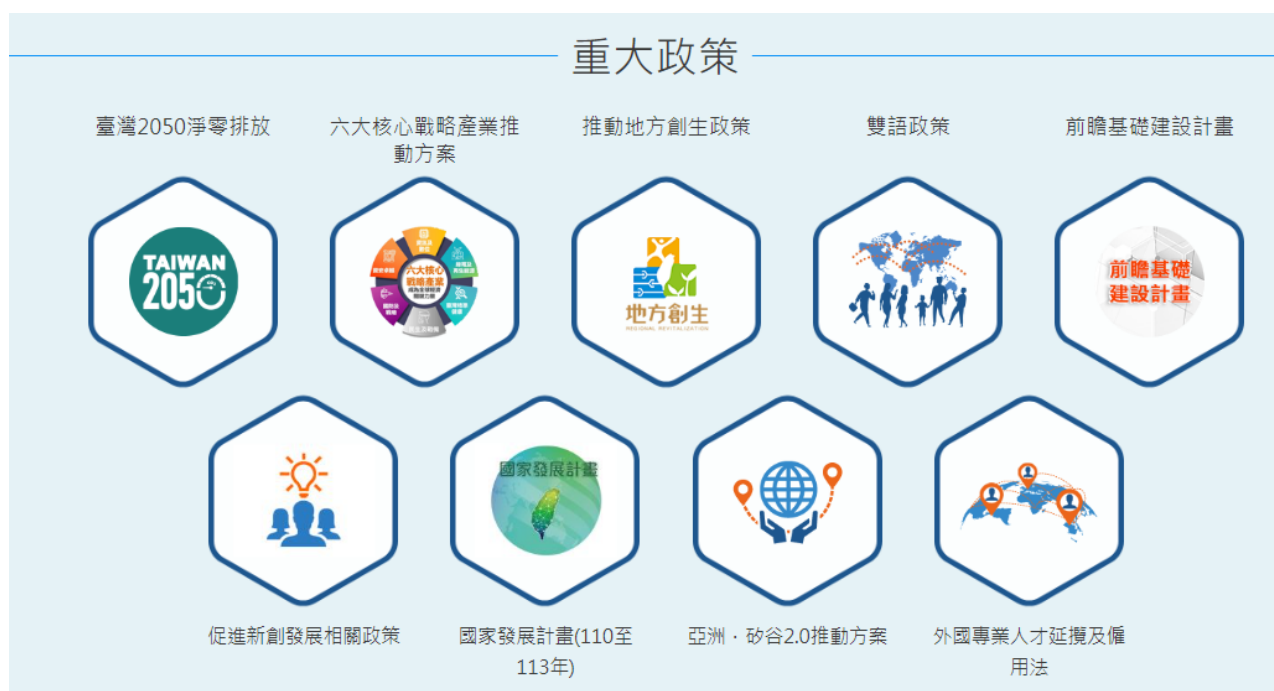 重大政策
臺灣2050淨零排放
六大核心戰略產業推
動方案
推動地方創生政策
雙語政策
前瞻基礎建設計畫
TAIWAN
2050
六大核心
戰略產業
地方創生
REGIONAL REVITALIZATION
前瞻基礎
建設計畫
國家發展計畫
促進新創發展相關政策
國家發展計畫(110至
113年)
亞洲・矽谷2.0推動方案
外國專業人才延攬及僱
用法